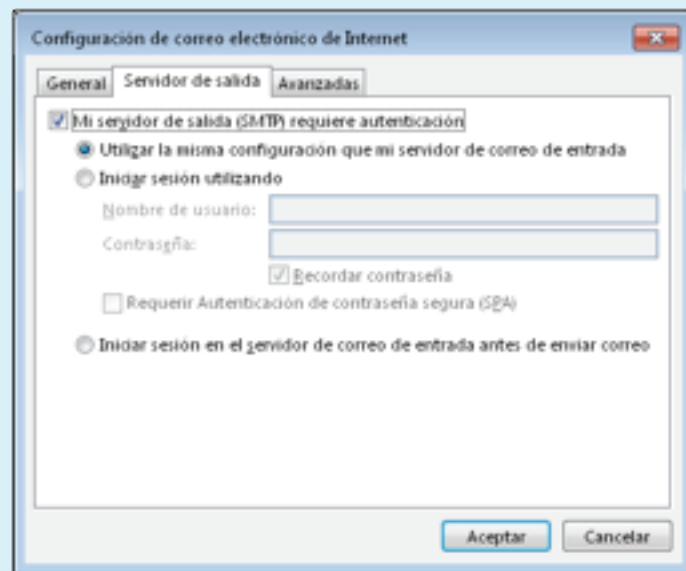 Configuración de correo electrónico de Internet
General Servidor de salida Avanzadas
Mi servidor de salida (SMTP) requiere autenticación
Utilizar la misma configuración que mi servidor de correo de entrada
Iniciar sesión utilizando
Nombre de usuario:
Contraseña:
Recordar contraseña
Requerir Autenticación de contraseña segura (SPA)
Iniciar sesión en el servidor de correo de entrada antes de enviar correo
Aceptar Cancelar